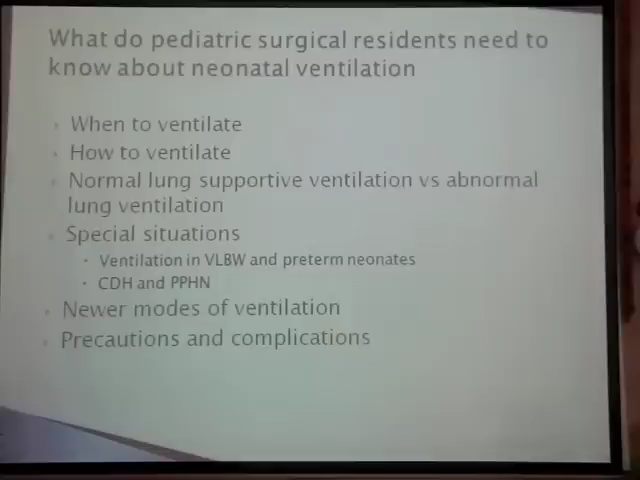 What do pediatric surgical residents need to
know about neonatal ventilation
When to ventilate
How to ventilate
Normal lung supportive ventilation vs abnormal
lung ventilation
Special situations
Ventilation in VLBW and preterm neonates
CDH and PPHN
Newer modes of ventilation
Precautions and complications